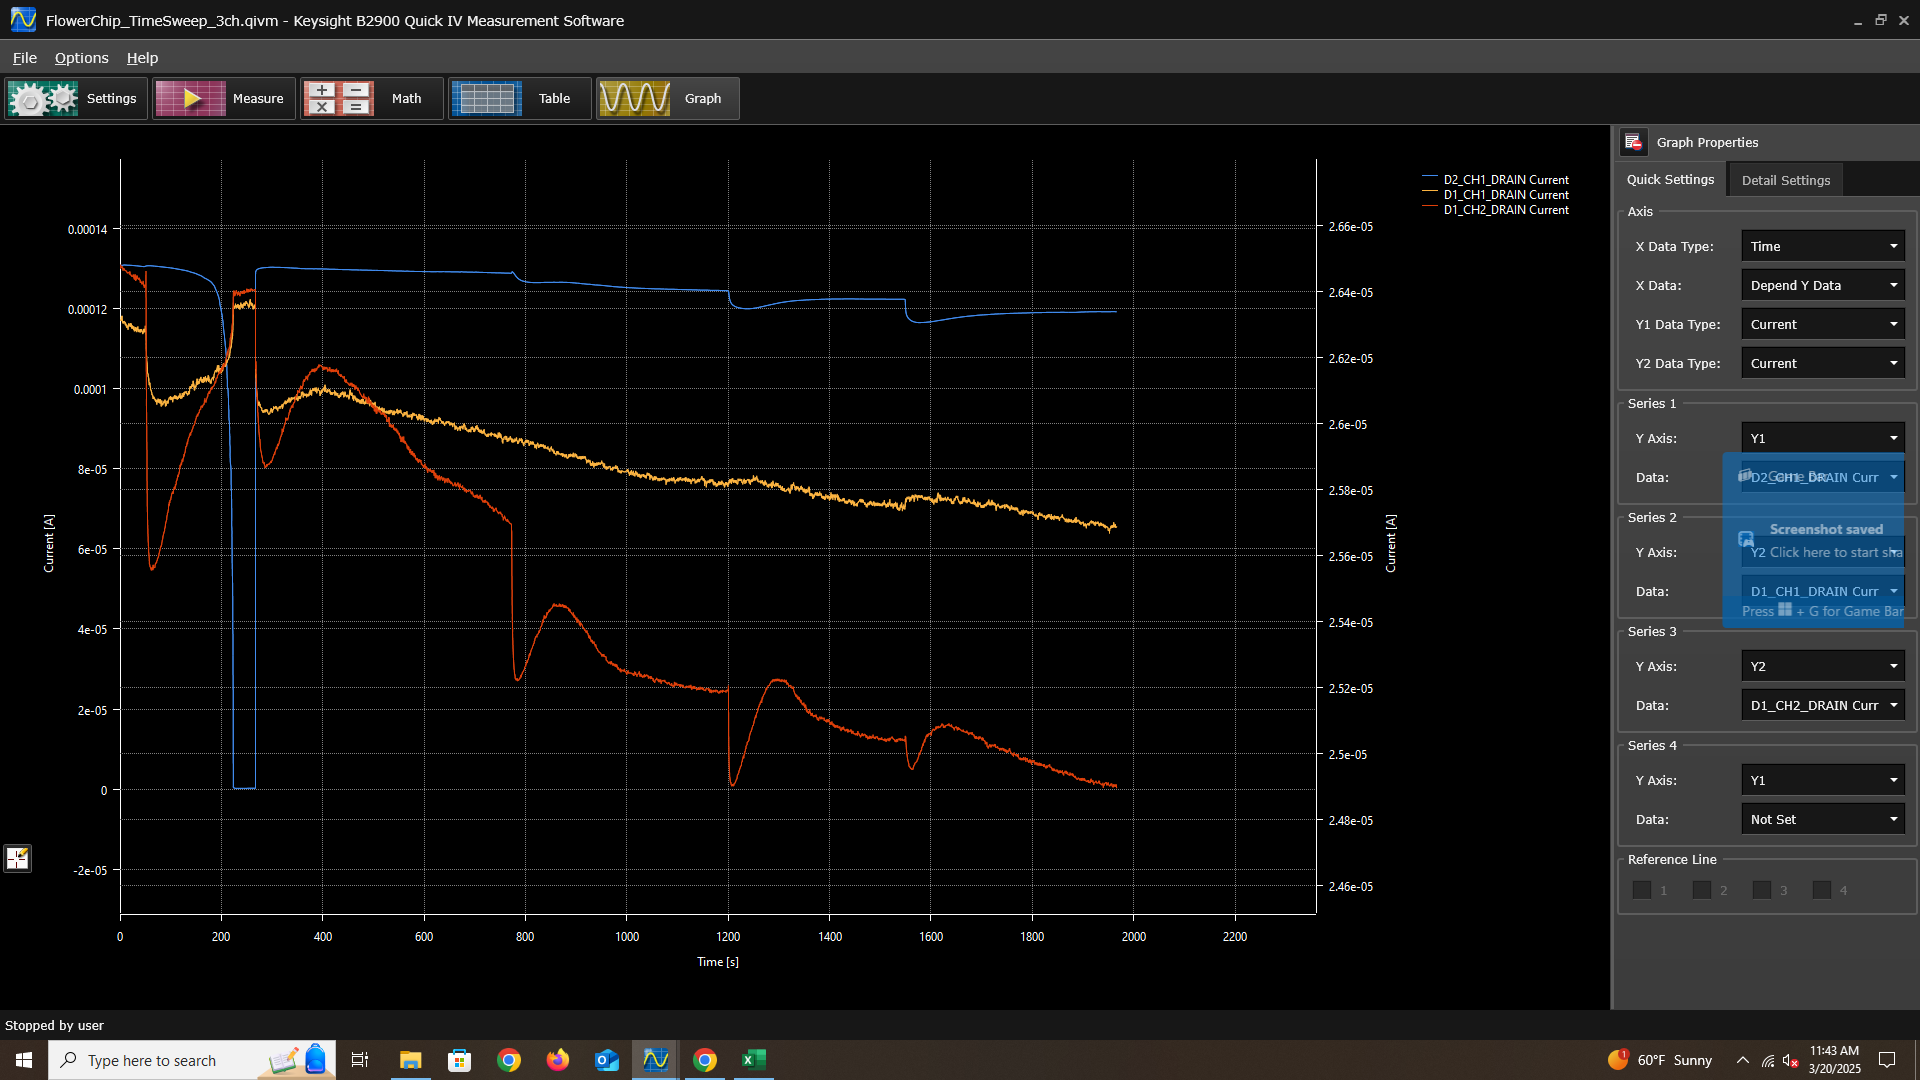 FlowerChip_TimeSweep_3ch.qivm - Keysight B2900 Quick IV Measurement Software
File Options Help
Settings Measure Math Table Graph
Graph Properties
Quick Settings Detail Settings
D2_CH1_DRAIN Current
D1_CH1_DRAIN Current
D1_CH2_DRAIN Current
0.00014
0.00012
0.0001
8e-05
6e-05
4e-05
2e-05
0
-2e-05
Current [A]
2.66e-05
2.64e-05
2.62e-05
2.6e-05
2.58e-05
2.56e-05
2.54e-05
2.52e-05
2.5e-05
2.48e-05
2.46e-05
Current [A]
0 200 400 600 800 1000 1200 1400 1600 1800 2000 2200
Time [s]
Axis
X Data Type: Time
X Data: Depend Y Data
Y1 Data Type: Current
Y2 Data Type: Current
Series 1
Y Axis: Y1
Data: D2_CH1_DRAIN Curr
Game Bar
Series 2
Screenshot saved
Y Axis: Y2
Click here to start sha
Data: D1_CH1_DRAIN Curr
Press + G for Game Bar
Series 3
Y Axis: Y2
Data: D1_CH2_DRAIN Curr
Series 4
Y Axis: Y1
Data: Not Set
Reference Line
1 2 3 4
Stopped by user
Type here to search
1
60°F Sunny
11:43 AM
3/20/2025